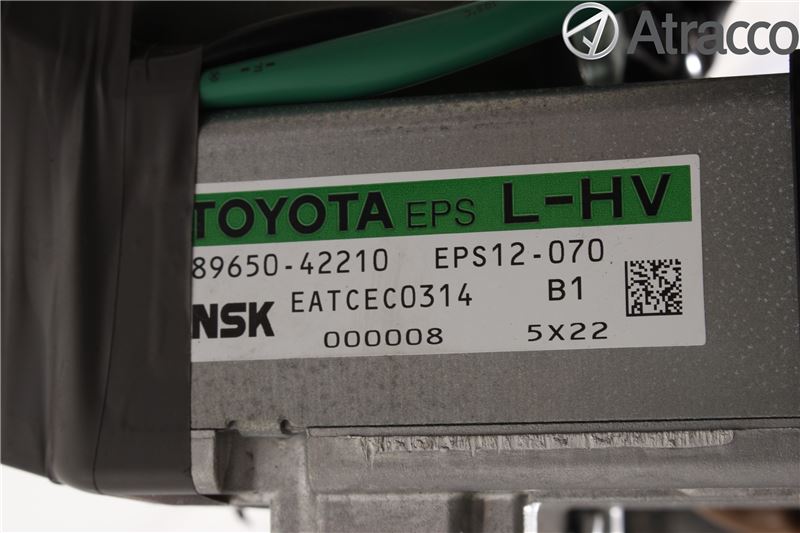 Atracco
TOYOTA EPS L-HV
89650-42210 EPS12-070
NSK EATCEC0314 B1
000008 5X22